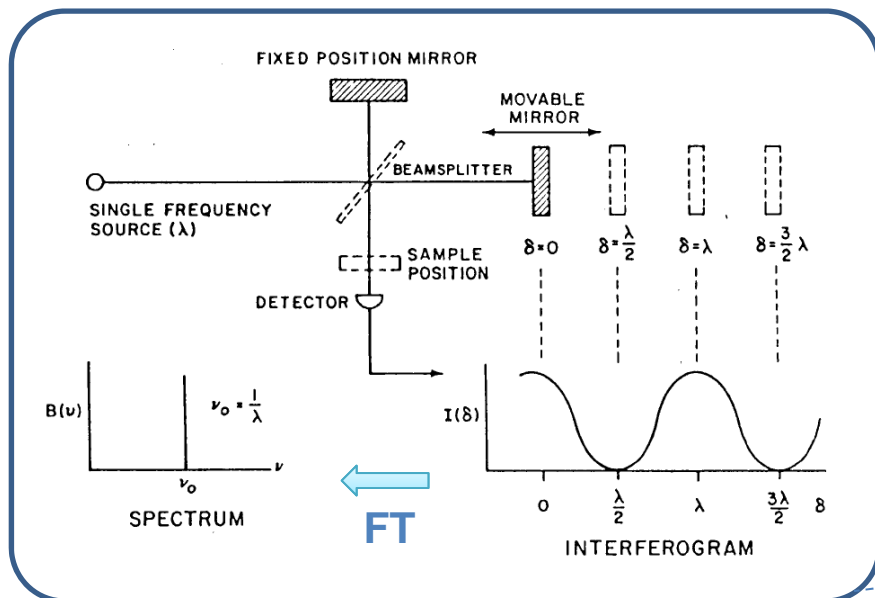 FIXED POSITION MIRROR
MOVABLE
MIRROR
BEAMSPLITTER
SINGLE FREQUENCY
SOURCE (λ)
δ=0
δ=λ/2
δ=λ
δ=3/2 λ
SAMPLE
POSITION
DETECTOR
B(ν)
ν₀ = 1/λ
ν
ν₀
SPECTRUM
FT
I(δ)
0
λ/2
λ
3λ/2
δ
INTERFEROGRAM